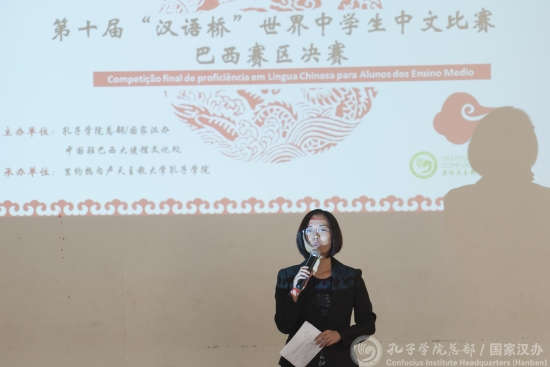 第十届“汉语桥”世界中学生中文比赛
巴西赛区决赛
Competição final de proficiência em Língua Chinosa para Alunos dos Ensino Medio
主办单位：孔子学院总部/国家汉办
中国驻巴西大使馆文化处
承办单位：里约热内卢天主教大学孔子学院
孔子学院总部/国家汉办
Confucius Institute Headquarters (Hanban)